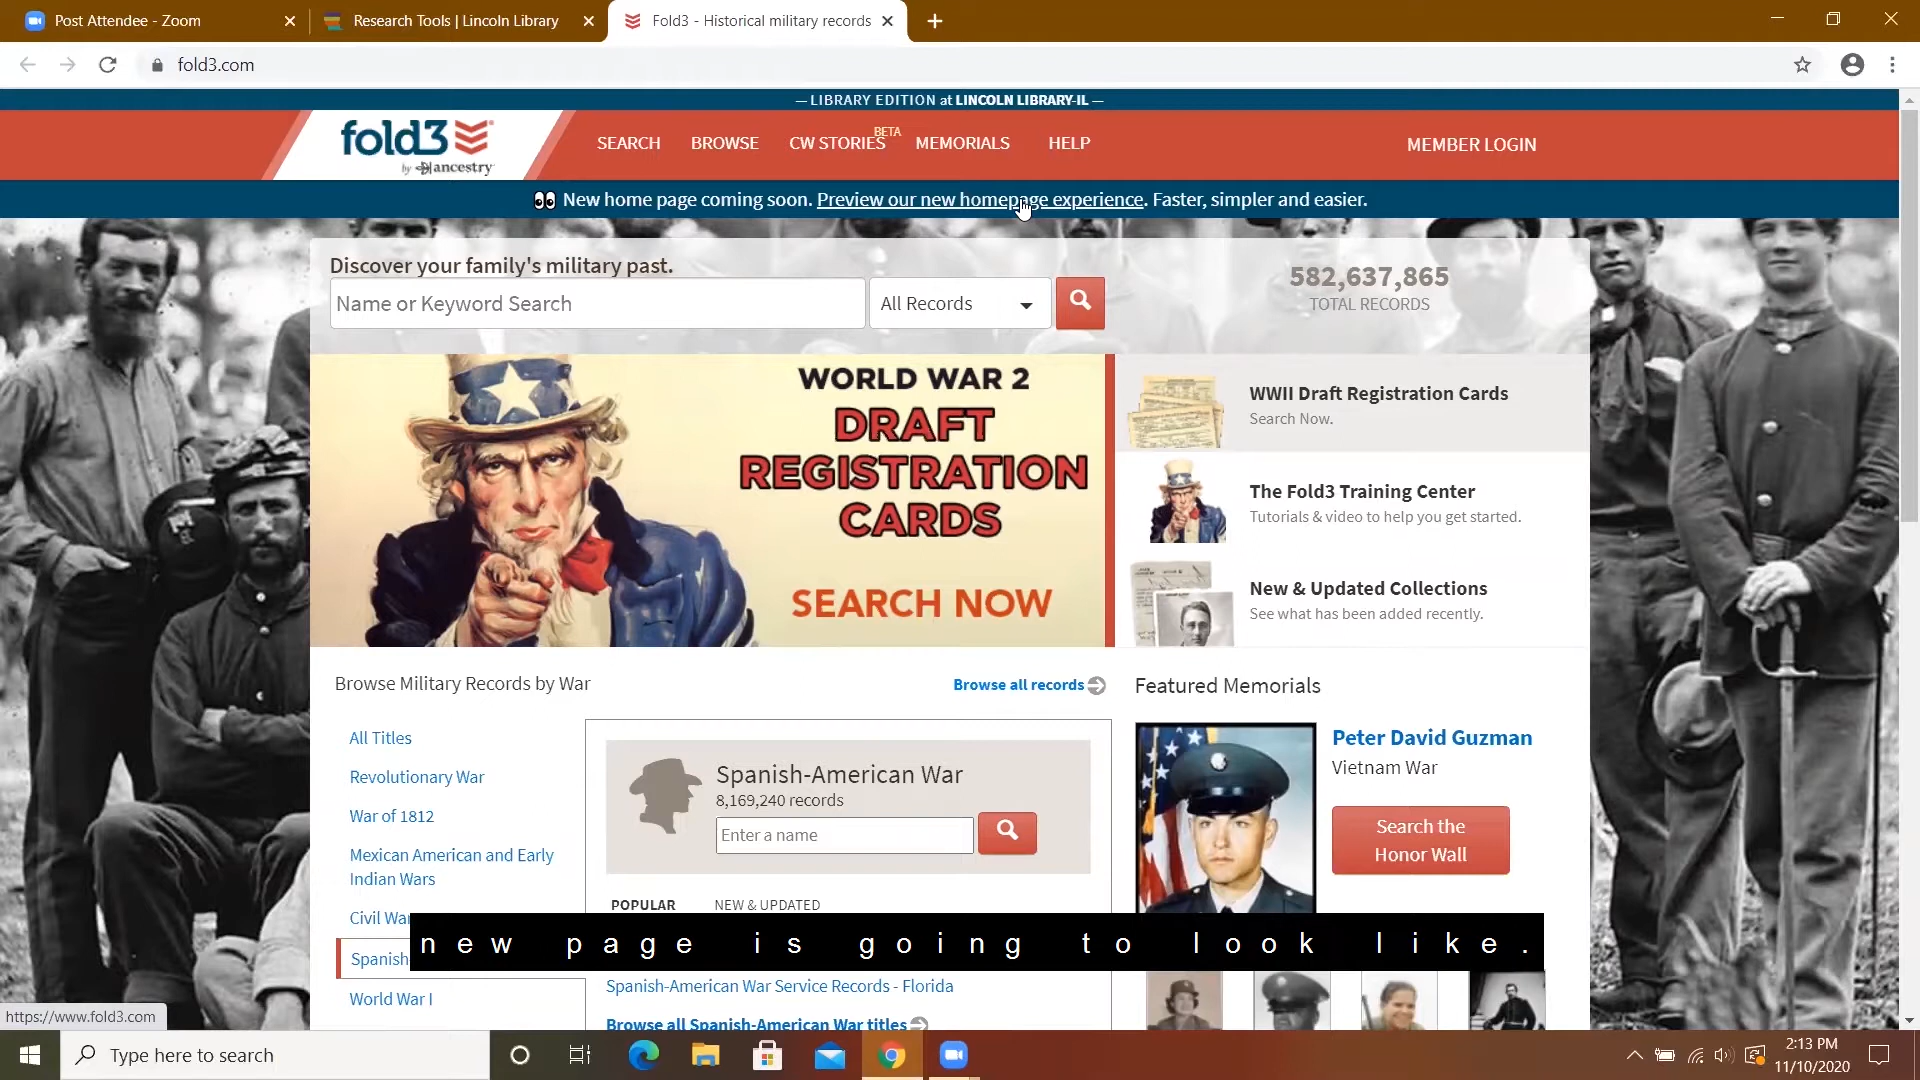 Post Attendee - Zoom
Research Tools | Lincoln Library
Fold3 - Historical military records
fold3.com
— LIBRARY EDITION at LINCOLN LIBRARY-IL —
fold3
by ancestry
SEARCH
BROWSE
CW STORIES BETA
MEMORIALS
HELP
MEMBER LOGIN
New home page coming soon. Preview our new homepage experience. Faster, simpler and easier.
Discover your family's military past.
Name or Keyword Search
All Records
582,637,865
TOTAL RECORDS
WORLD WAR 2
DRAFT
REGISTRATION
CARDS
SEARCH NOW
WWII Draft Registration Cards
Search Now.
The Fold3 Training Center
Tutorials & video to help you get started.
New & Updated Collections
See what has been added recently.
Browse Military Records by War
Browse all records
Featured Memorials
All Titles
Revolutionary War
War of 1812
Mexican American and Early
Indian Wars
Civil War
Spanish-
World War I
Spanish-American War
8,169,240 records
Enter a name
POPULAR
NEW & UPDATED
Peter David Guzman
Vietnam War
Search the
Honor Wall
new page is going to look like.
Spanish-American War Service Records - Florida
Browse all Spanish-American War titles
https://www.fold3.com
Type here to search
2:13 PM
11/10/2020